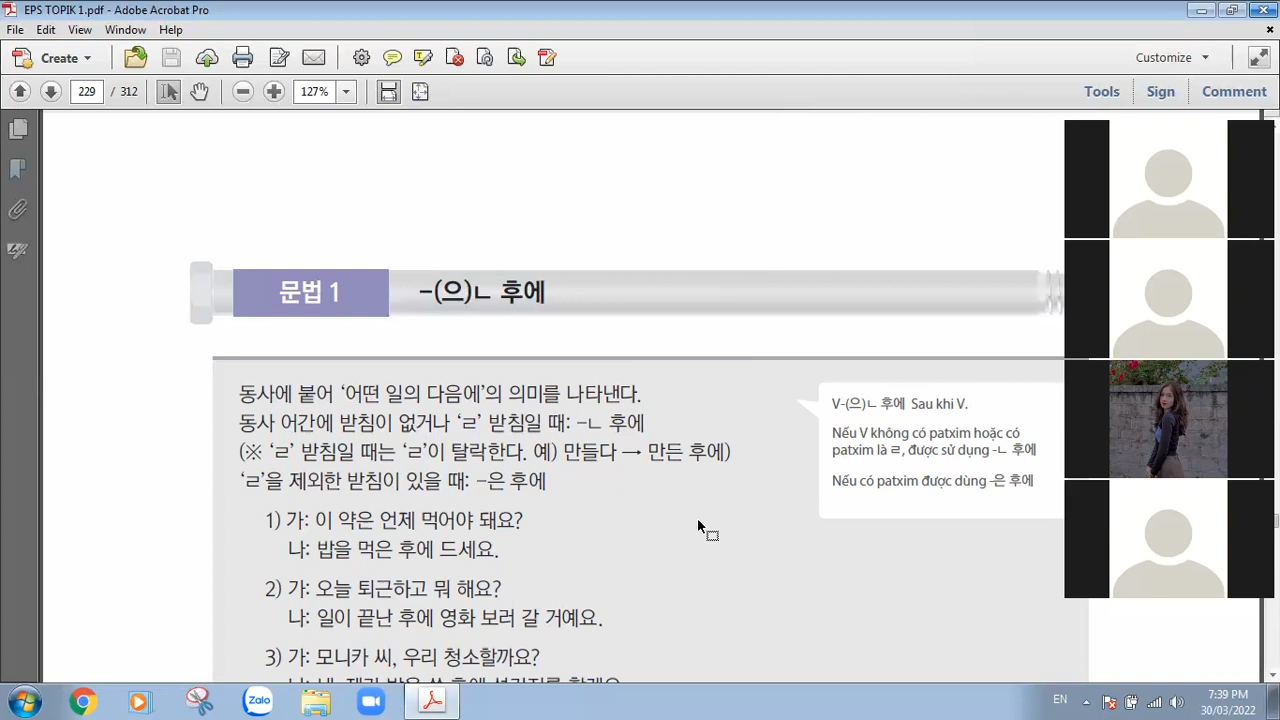 EPS TOPIK 1.pdf - Adobe Acrobat Pro
File Edit View Window Help
Create Customize
229 / 312 127% Tools Sign Comment
문법 1 -(으)ㄴ 후에
동사에 붙어 ‘어떤 일의 다음에’의 의미를 나타낸다.
동사 어간에 받침이 없거나 ‘ㄹ’ 받침일 때: -ㄴ 후에
(※ ‘ㄹ’ 받침일 때는 ‘ㄹ’이 탈락한다. 예) 만들다 → 만든 후에)
‘ㄹ’을 제외한 받침이 있을 때: -은 후에
V-(으)ㄴ 후에 Sau khi V.
Nếu V không có patxim hoặc có
patxim là ㄹ, được sử dụng -ㄴ 후에
Nếu có patxim được dùng -은 후에
1) 가: 이 약은 언제 먹어야 돼요?
나: 밥을 먹은 후에 드세요.
2) 가: 오늘 퇴근하고 뭐 해요?
나: 일이 끝난 후에 영화 보러 갈 거예요.
3) 가: 모니카 씨, 우리 청소할까요?
Zalo
EN
7:39 PM
30/03/2022